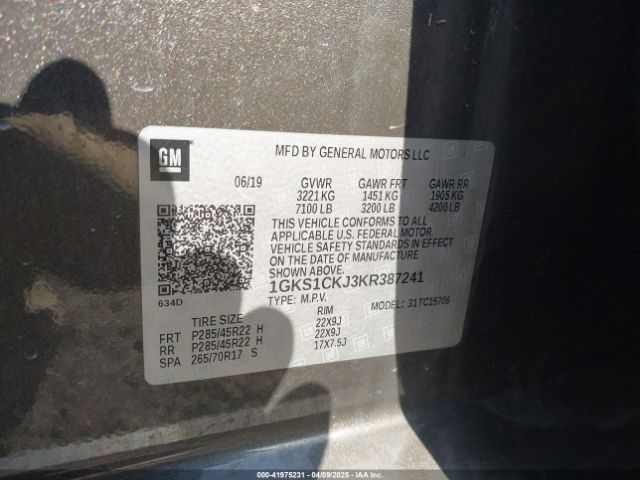 GM
MFD BY GENERAL MOTORS LLC
06/19 GVWR GAWR FRT GAWR RR
3221 KG 1451 KG 1905 KG
7100 LB 3200 LB 4200 LB
THIS VEHICLE CONFORMS TO ALL
APPLICABLE U.S. FEDERAL MOTOR
VEHICLE SAFETY STANDARDS IN EFFECT
ON THE DATE OF MANUFACTURE
SHOWN ABOVE.
634D
1GKS1CKJ3KR387241
TYPE: M.P.V. 31TC15706
TIRE SIZE RIM
FRT P285/45R22 H 22X9J
RR P285/45R22 H 22X9J
SPA 265/70R17 S 17X7.5J
000-41975231 - 04/09/2025 - IAAI.COM